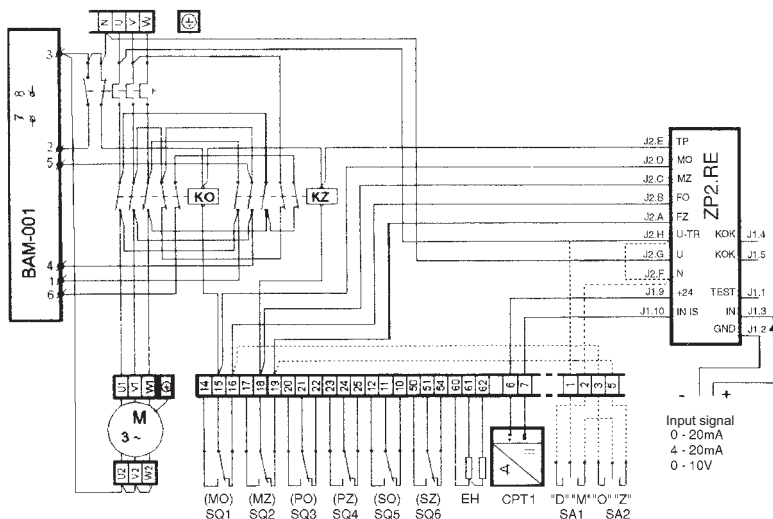 N U V W
3
8
7
2
5
BAM-001
4
1
6
KO
KZ
J2.E TP
J2.D MO
J2.C MZ
J2.B FO
J2.A FZ
J2.H U-TR KOK J1.4
J2.G U KOK J1.5
J2.F N
J1.9 +24 TEST J1.1
J1.10 IN IS IN J1.3
GND J1.2
ZP2.RE
U1 V1 W1
M
3 ~
U2 V2 W2
14 15 16 17 18 19 20 21 22 23 24 25 12 11 10 50 51 54 60 61 62 6 7 1 2 3 5
- +
Input signal
0 - 20mA
4 - 20mA
0 - 10V
A
(MO) (MZ) (PO) (PZ) (SO) (SZ) EH CPT1 "D" "M" "O" "Z"
SQ1 SQ2 SQ3 SQ4 SQ5 SQ6 SA1 SA2